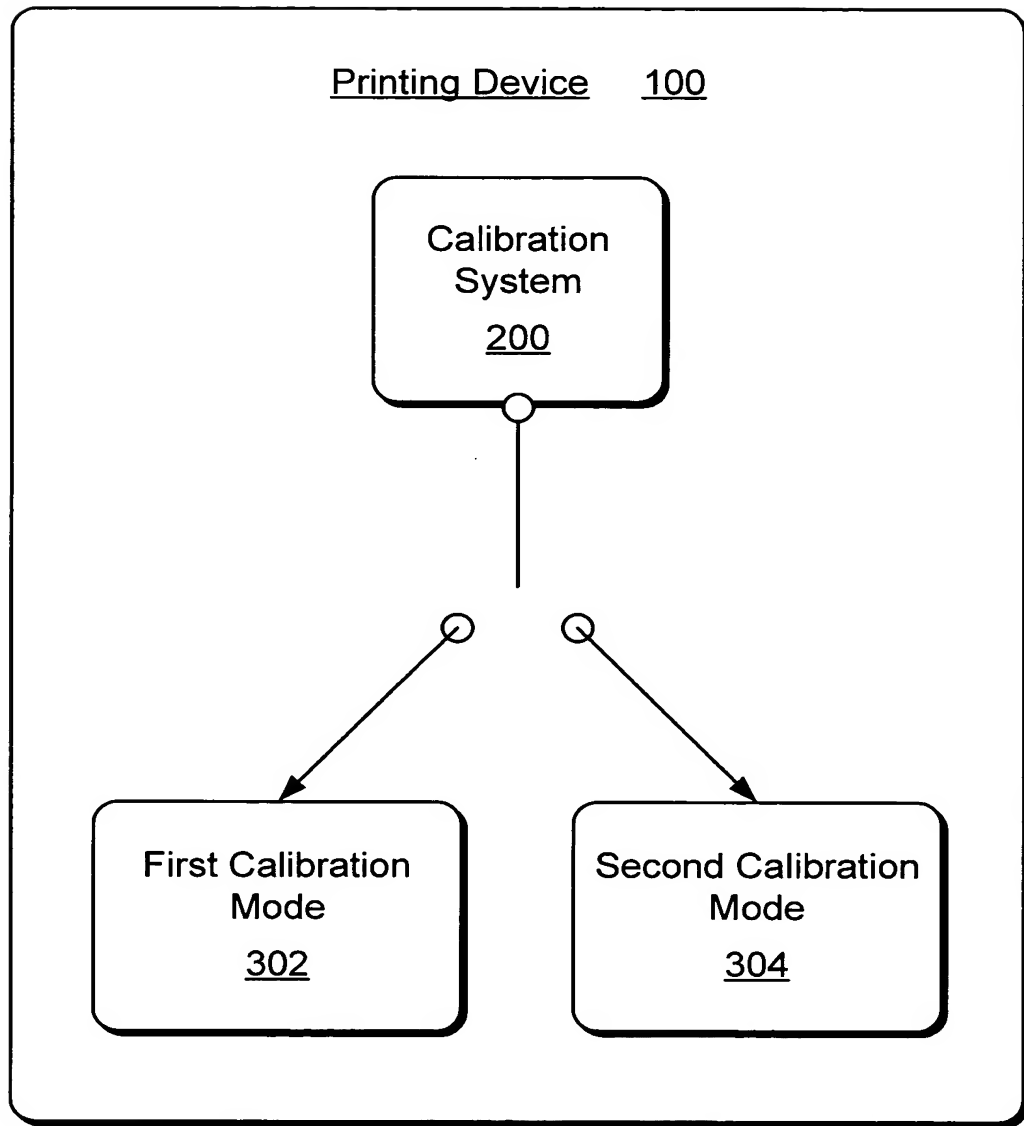 Printing Device 100
Calibration
System
200
First Calibration
Mode
302
Second Calibration
Mode
304